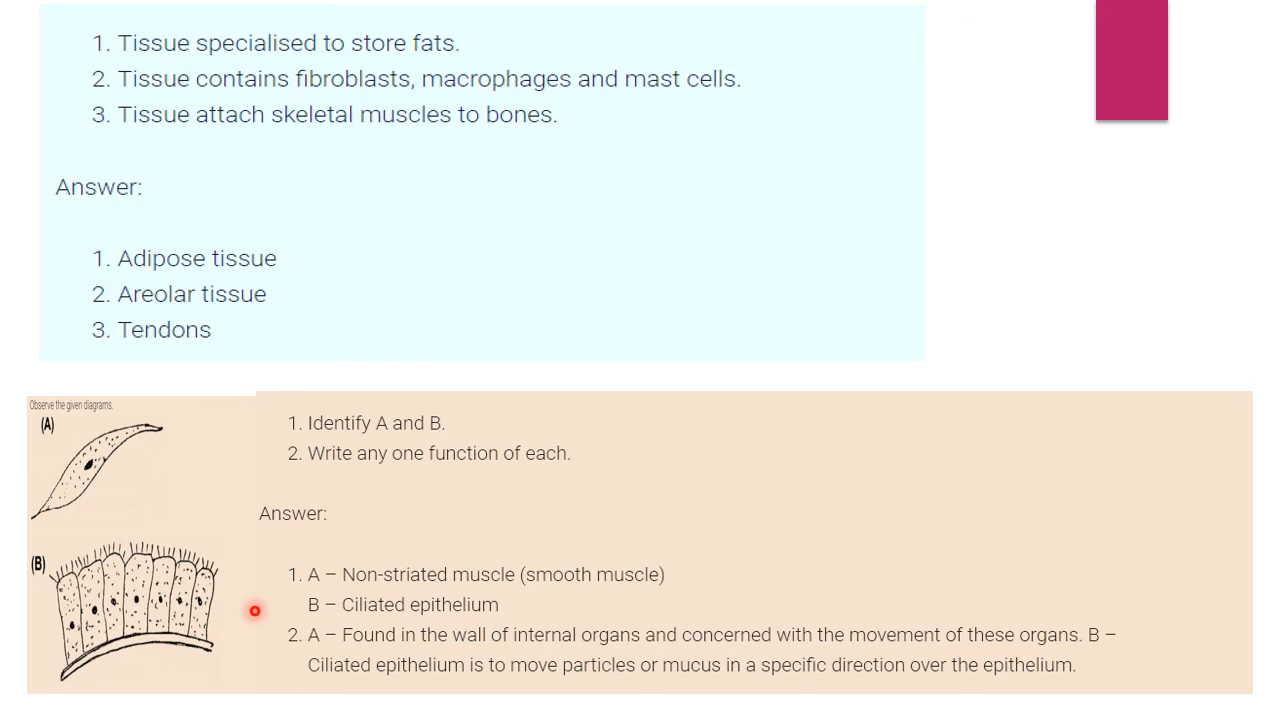 1. Tissue specialised to store fats.
2. Tissue contains fibroblasts, macrophages and mast cells.
3. Tissue attach skeletal muscles to bones.
Answer:
1. Adipose tissue
2. Areolar tissue
3. Tendons
Observe the given diagrams.
(A)
(B)
1. Identify A and B.
2. Write any one function of each.
Answer:
1. A – Non-striated muscle (smooth muscle)
B – Ciliated epithelium
2. A – Found in the wall of internal organs and concerned with the movement of these organs. B –
Ciliated epithelium is to move particles or mucus in a specific direction over the epithelium.